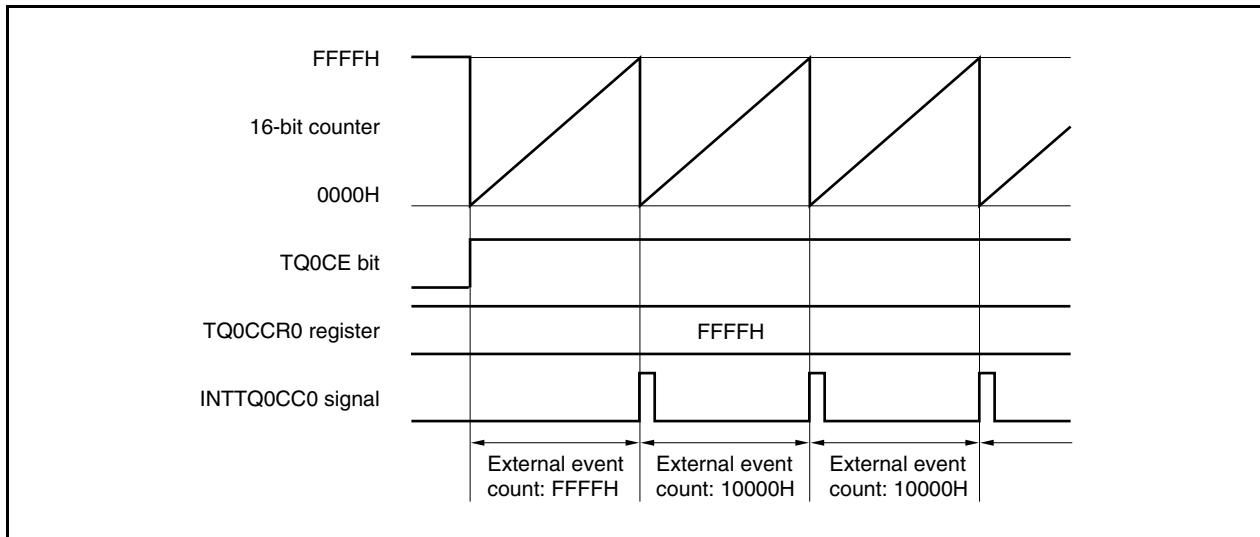 FFFFH
16-bit counter
0000H
TQ0CE bit
TQ0CCR0 register
FFFFH
INTTQ0CC0 signal
External event
count: FFFFH
External event
count: 10000H
External event
count: 10000H